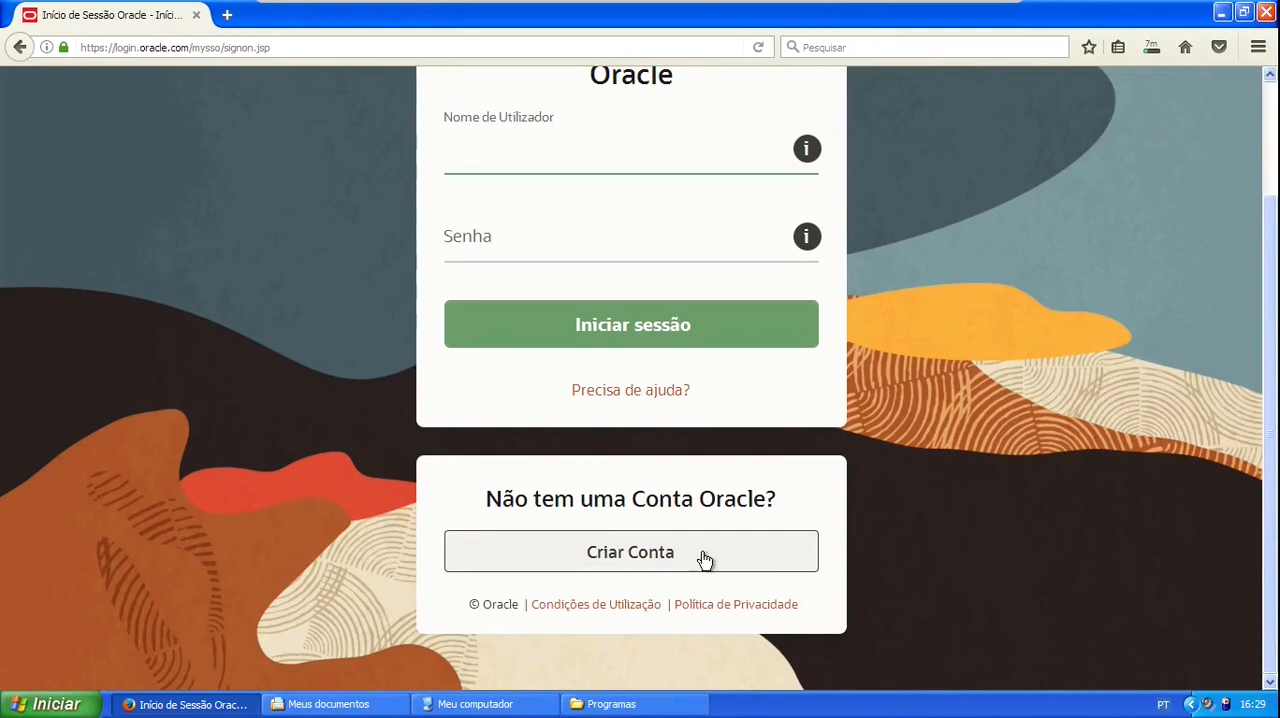 Início de Sessão Oracle - Iníci...
https://login.oracle.com/mysso/signon.jsp
Pesquisar
7m
Oracle
Nome de Utilizador
i
Senha
i
Iniciar sessão
Precisa de ajuda?
Não tem uma Conta Oracle?
Criar Conta
© Oracle | Condições de Utilização | Política de Privacidade
Iniciar
Início de Sessão Orac...
Meus documentos
Meu computador
Programas
PT
16:29